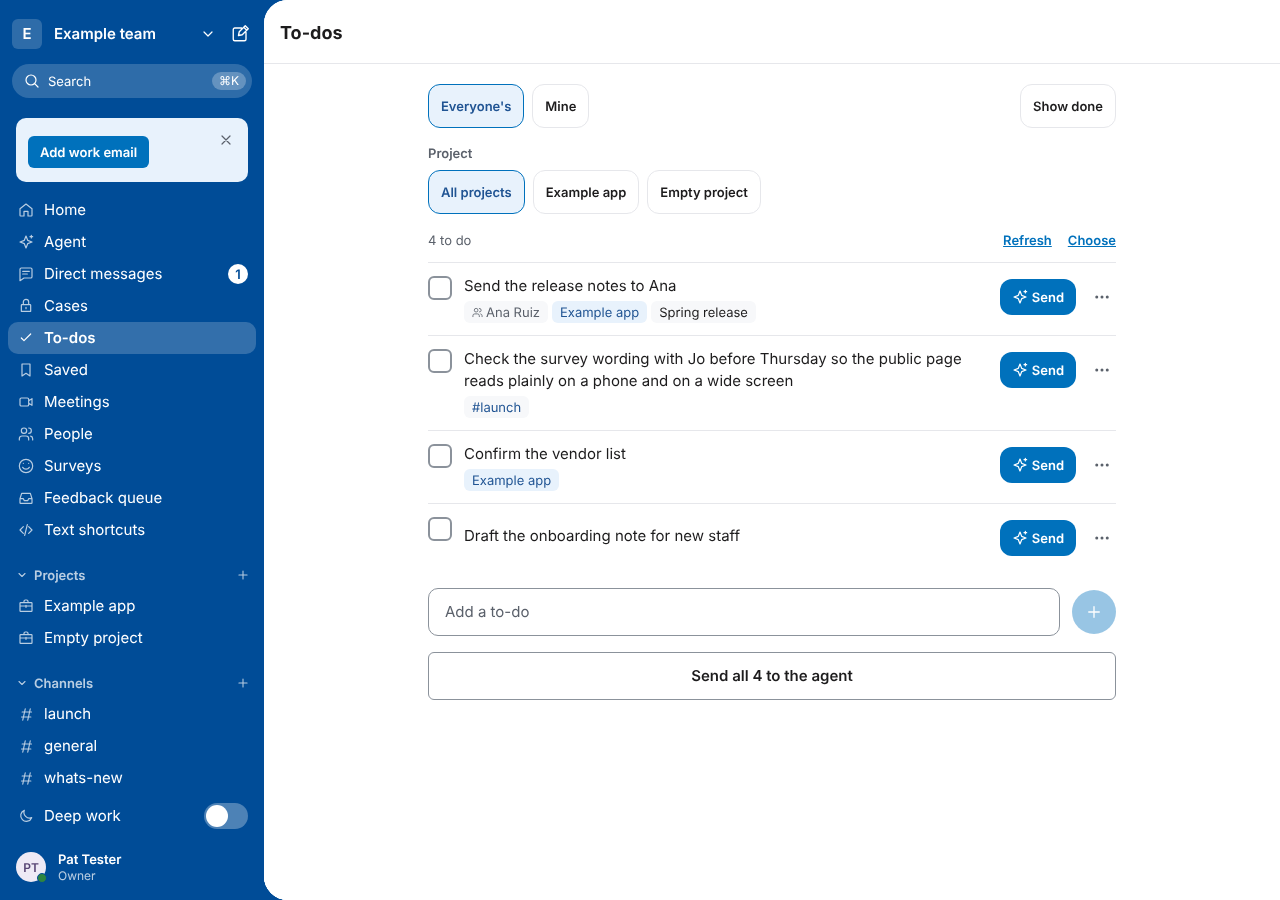 E
Example team
Search
⌘K
Add work email
Home
Agent
Direct messages
1
Cases
To-dos
Saved
Meetings
People
Surveys
Feedback queue
Text shortcuts
Projects
Example app
Empty project
Channels
launch
general
whats-new
Deep work
PT
Pat Tester
Owner
To-dos
Everyone's
Mine
Show done
Project
All projects
Example app
Empty project
4 to do
Refresh
Choose
Send the release notes to Ana
Ana Ruiz
Example app
Spring release
Send
Check the survey wording with Jo before Thursday so the public page
reads plainly on a phone and on a wide screen
#launch
Send
Confirm the vendor list
Example app
Send
Draft the onboarding note for new staff
Send
Add a to-do
Send all 4 to the agent